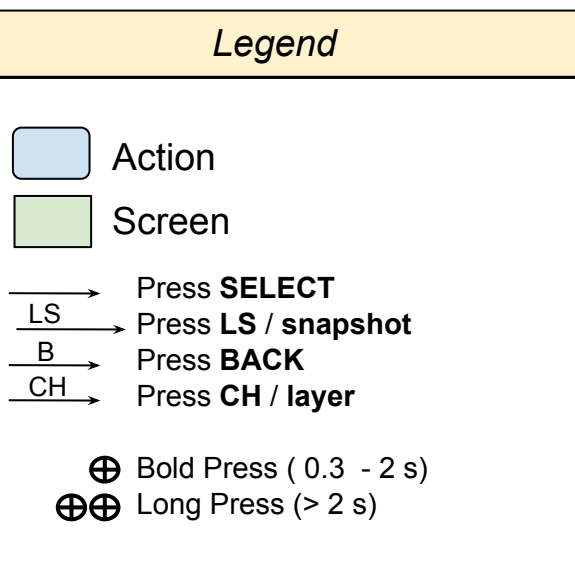 Legend
Action
Screen
Press SELECT
LS Press LS / snapshot
B Press BACK
CH Press CH / layer
⊕ Bold Press ( 0.3 - 2 s)
⊕⊕ Long Press (> 2 s)